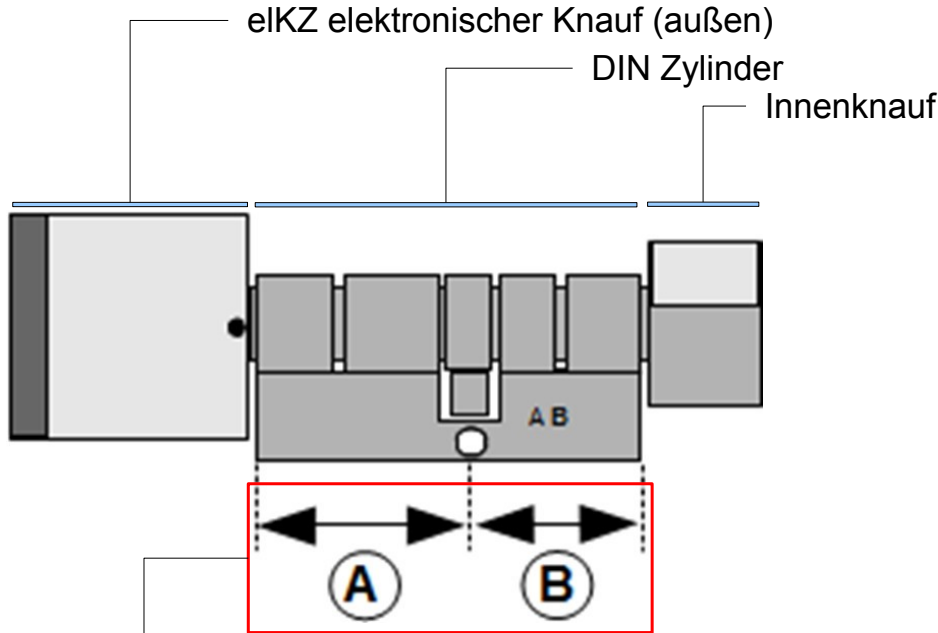 elKZ elektronischer Knauf (außen)
DIN Zylinder
Innenknauf
A B
A
B